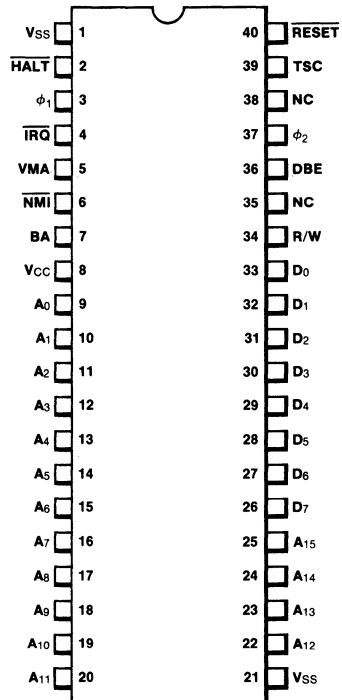 VSS 1 40 RESET
HALT 2 39 TSC
ϕ1 3 38 NC
IRQ 4 37 ϕ2
VMA 5 36 DBE
NMI 6 35 NC
BA 7 34 R/W
VCC 8 33 D0
A0 9 32 D1
A1 10 31 D2
A2 11 30 D3
A3 12 29 D4
A4 13 28 D5
A5 14 27 D6
A6 15 26 D7
A7 16 25 A15
A8 17 24 A14
A9 18 23 A13
A10 19 22 A12
A11 20 21 VSS